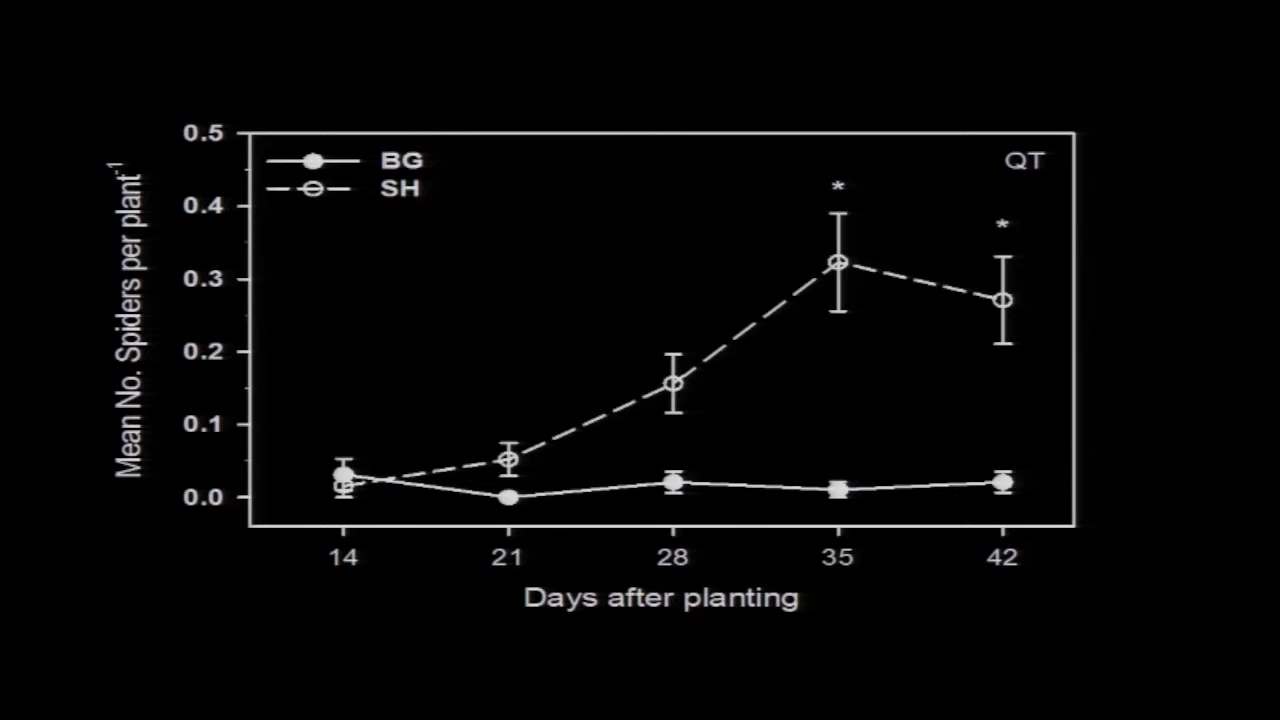 Mean No. Spiders per plant-1
0.5
0.4
0.3
0.2
0.1
0.0
BG
SH
QT
*
*
14 21 28 35 42
Days after planting